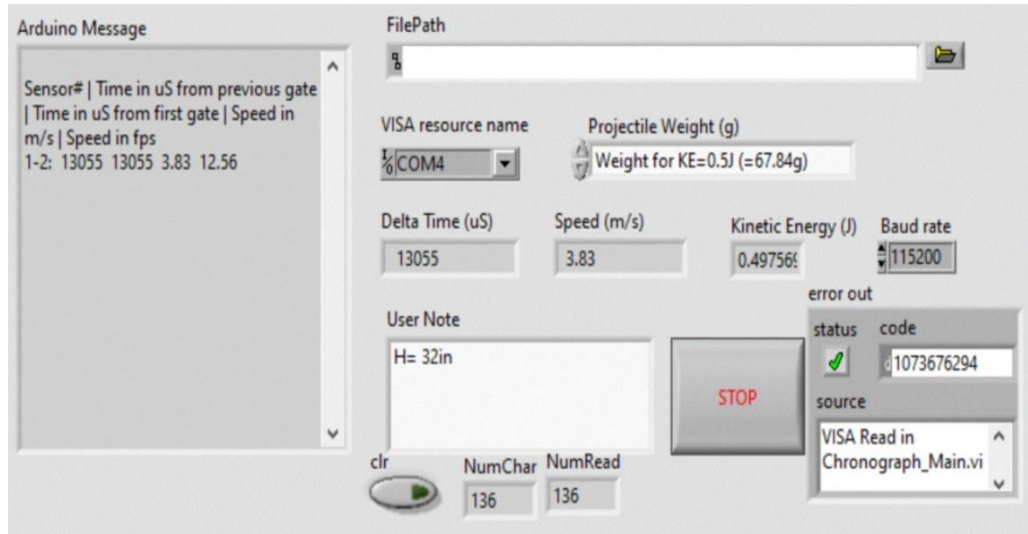 Arduino Message
Sensor# | Time in uS from previous gate
| Time in uS from first gate | Speed in
m/s | Speed in fps
1-2: 13055 13055 3.83 12.56
FilePath
VISA resource name
COM4
Projectile Weight (g)
Weight for KE=0.5J (=67.84g)
Delta Time (uS)
13055
Speed (m/s)
3.83
Kinetic Energy (J)
0.497569
Baud rate
115200
User Note
H= 32in
STOP
error out
status
code
d1073676294
source
VISA Read in
Chronograph_Main.vi
clr
NumChar
136
NumRead
136